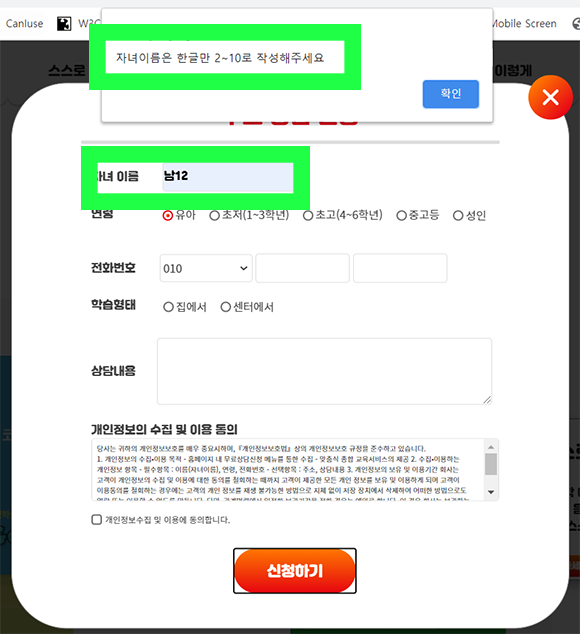 CanIuse W3C Mobile Screen
자녀이름은 한글만 2~10로 작성해주세요
스스로 이렇게
확인
자녀 이름 남12
연령 유아 초저(1~3학년) 초고(4~6학년) 중고등 성인
전화번호 010
학습형태 집에서 센터에서
상담내용
개인정보의 수집 및 이용 동의
당사는 귀하의 개인정보보호를 매우 중요시하며, 『개인정보보호법』상의 개인정보보호 규정을 준수하고 있습니다.
1. 개인정보의 수집·이용 목적 - 홈페이지 내 무료상담신청 메뉴를 통한 수집 - 맞춤식 종합 교육서비스의 제공 2. 수집·이용하는
개인정보 항목 - 필수항목 : 이름(자녀이름), 연령, 전화번호 - 선택항목 : 주소, 상담내용 3. 개인정보의 보유 및 이용기간 회사는
고객이 개인정보의 수집 및 이용에 대한 동의를 철회하는 때까지 고객이 제공한 모든 개인 정보를 보유 및 이용하게 되며 고객이
이용동의를 철회하는 경우에는 고객의 개인 정보를 재생 불가능한 방법으로 지체 없이 저장 장치에서 삭제하여 어떠한 방법으로도
개인정보수집 및 이용에 동의합니다.
신청하기